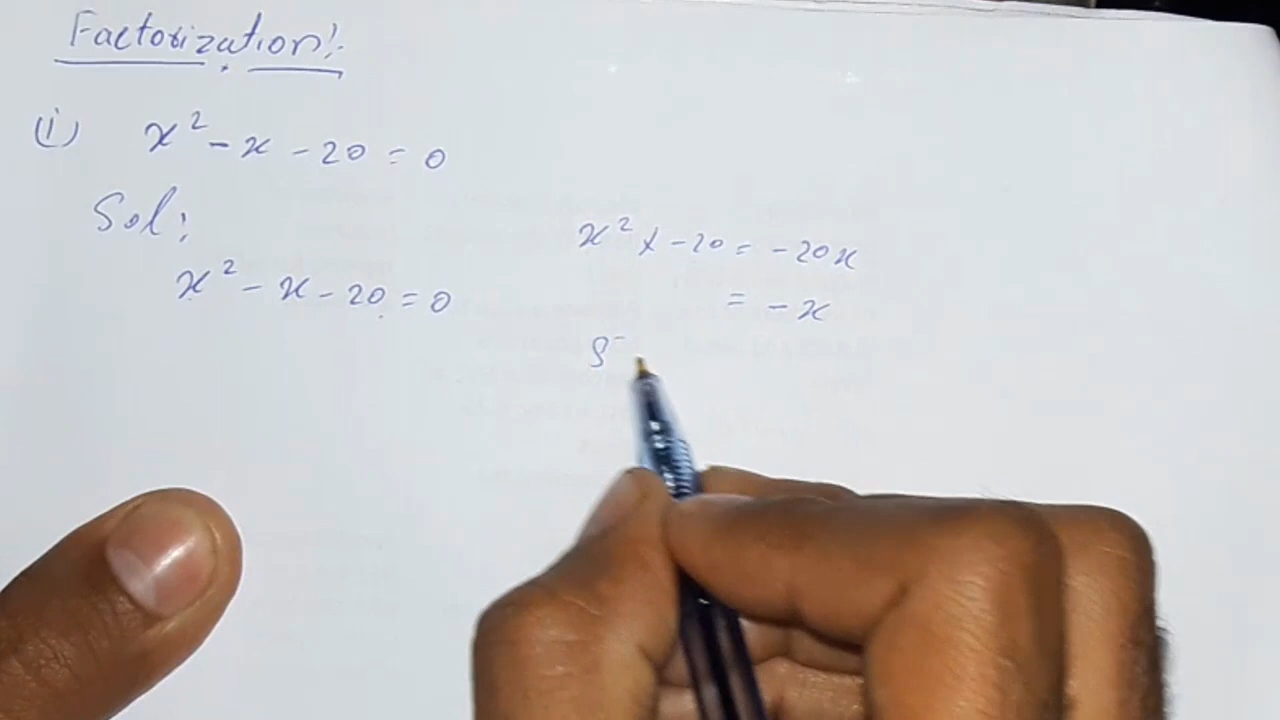 Factorization:
(i) x² - x - 20 = 0
Sol:
x² × -20 = -20x
x² - x - 20 = 0
= -x